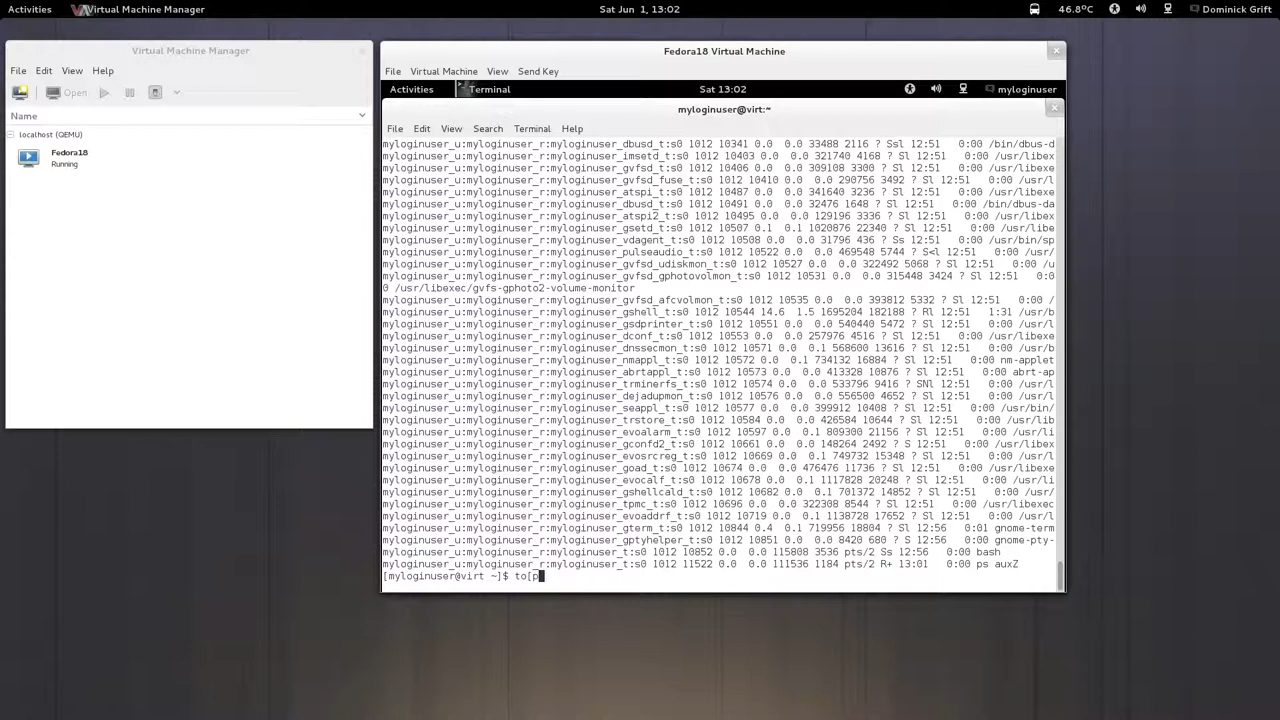 Activities Virtual Machine Manager Sat Jun 1, 13:02 46.8ºC Dominick Grift
Virtual Machine Manager
File Edit View Help
Open
Name
localhost (QEMU)
Fedora18
Running
Fedora18 Virtual Machine
File Virtual Machine View Send Key
Activities Terminal Sat 13:02 myloginuser
myloginuser@virt:~
File Edit View Search Terminal Help
myloginuser_u:myloginuser_r:myloginuser_dbusd_t:s0 1012 10341 0.0 0.0 33488 2116 ? Ssl 12:51 0:00 /bin/dbus-d
myloginuser_u:myloginuser_r:myloginuser_imsetd_t:s0 1012 10403 0.0 0.0 321740 4168 ? Sl 12:51 0:00 /usr/libex
myloginuser_u:myloginuser_r:myloginuser_gvfsd_t:s0 1012 10406 0.0 0.0 309108 3300 ? Sl 12:51 0:00 /usr/libexe
myloginuser_u:myloginuser_r:myloginuser_gvfsd_fuse_t:s0 1012 10410 0.0 0.0 290756 3492 ? Sl 12:51 0:00 /usr/l
myloginuser_u:myloginuser_r:myloginuser_atspi_t:s0 1012 10487 0.0 0.0 341640 3236 ? Sl 12:51 0:00 /usr/libexe
myloginuser_u:myloginuser_r:myloginuser_dbusd_t:s0 1012 10491 0.0 0.0 32476 1648 ? Sl 12:51 0:00 /bin/dbus-da
myloginuser_u:myloginuser_r:myloginuser_atspi2_t:s0 1012 10495 0.0 0.0 129196 3336 ? Sl 12:51 0:00 /usr/libex
myloginuser_u:myloginuser_r:myloginuser_gsetd_t:s0 1012 10507 0.1 0.1 1020876 22340 ? Sl 12:51 0:00 /usr/libe
myloginuser_u:myloginuser_r:myloginuser_vdagent_t:s0 1012 10508 0.0 0.0 31796 436 ? Ss 12:51 0:00 /usr/bin/sp
myloginuser_u:myloginuser_r:myloginuser_pulseaudio_t:s0 1012 10522 0.0 0.0 469548 5744 ? S<l 12:51 0:00 /usr/b
myloginuser_u:myloginuser_r:myloginuser_gvfsd_udiskmon_t:s0 1012 10527 0.0 0.0 322492 5068 ? Sl 12:51 0:00 /u
myloginuser_u:myloginuser_r:myloginuser_gvfsd_gphotovolmon_t:s0 1012 10531 0.0 0.0 315448 3424 ? Sl 12:51 0:0
0 /usr/libexec/gvfs-gphoto2-volume-monitor
myloginuser_u:myloginuser_r:myloginuser_gvfsd_afcvolmon_t:s0 1012 10535 0.0 0.0 393812 5332 ? Sl 12:51 0:00 /
myloginuser_u:myloginuser_r:myloginuser_gshell_t:s0 1012 10544 14.6 1.5 1695204 182188 ? Rl 12:51 1:31 /usr/b
myloginuser_u:myloginuser_r:myloginuser_gsdprinter_t:s0 1012 10551 0.0 0.0 540440 5472 ? Sl 12:51 0:00 /usr/l
myloginuser_u:myloginuser_r:myloginuser_dconf_t:s0 1012 10553 0.0 0.0 257976 4516 ? Sl 12:51 0:00 /usr/libexe
myloginuser_u:myloginuser_r:myloginuser_dnssecmon_t:s0 1012 10571 0.0 0.1 568600 13616 ? Sl 12:51 0:00 /usr/b
myloginuser_u:myloginuser_r:myloginuser_nmappl_t:s0 1012 10572 0.0 0.1 734132 16884 ? Sl 12:51 0:00 nm-applet
myloginuser_u:myloginuser_r:myloginuser_abrtappl_t:s0 1012 10573 0.0 0.0 413328 10876 ? Sl 12:51 0:00 abrt-ap
myloginuser_u:myloginuser_r:myloginuser_trminerfs_t:s0 1012 10574 0.0 0.0 533796 9416 ? SNl 12:51 0:00 /usr/l
myloginuser_u:myloginuser_r:myloginuser_dejadupmon_t:s0 1012 10576 0.0 0.0 556500 4652 ? Sl 12:51 0:00 /usr/l
myloginuser_u:myloginuser_r:myloginuser_seappl_t:s0 1012 10577 0.0 0.0 399912 10408 ? Sl 12:51 0:00 /usr/bin/
myloginuser_u:myloginuser_r:myloginuser_trstore_t:s0 1012 10584 0.0 0.0 426584 10644 ? Sl 12:51 0:00 /usr/lib
myloginuser_u:myloginuser_r:myloginuser_evoalarm_t:s0 1012 10597 0.0 0.1 809300 21156 ? Sl 12:51 0:00 /usr/li
myloginuser_u:myloginuser_r:myloginuser_gconfd2_t:s0 1012 10661 0.0 0.0 148264 2492 ? S 12:51 0:00 /usr/libex
myloginuser_u:myloginuser_r:myloginuser_evosrcreg_t:s0 1012 10669 0.0 0.1 749732 15348 ? Sl 12:51 0:00 /usr/l
myloginuser_u:myloginuser_r:myloginuser_goad_t:s0 1012 10674 0.0 0.0 476476 11736 ? Sl 12:51 0:00 /usr/libexe
myloginuser_u:myloginuser_r:myloginuser_evocalf_t:s0 1012 10678 0.0 0.1 1117828 20248 ? Sl 12:51 0:00 /usr/li
myloginuser_u:myloginuser_r:myloginuser_gshellcald_t:s0 1012 10682 0.0 0.1 701372 14852 ? Sl 12:51 0:00 /usr/l
myloginuser_u:myloginuser_r:myloginuser_tpmc_t:s0 1012 10696 0.0 0.0 322308 8544 ? Sl 12:51 0:00 /usr/libexec
myloginuser_u:myloginuser_r:myloginuser_evoaddrf_t:s0 1012 10719 0.0 0.1 1138728 17652 ? Sl 12:51 0:00 /usr/l
myloginuser_u:myloginuser_r:myloginuser_gterm_t:s0 1012 10844 0.4 0.1 719956 18804 ? Sl 12:56 0:01 gnome-term
myloginuser_u:myloginuser_r:myloginuser_gptyhelper_t:s0 1012 10851 0.0 0.0 8420 680 ? S 12:56 0:00 gnome-pty-
myloginuser_u:myloginuser_r:myloginuser_t:s0 1012 10852 0.0 0.0 115808 3536 pts/2 Ss 12:56 0:00 bash
myloginuser_u:myloginuser_r:myloginuser_t:s0 1012 11522 0.0 0.0 111536 1184 pts/2 R+ 13:01 0:00 ps auxZ
[myloginuser@virt ~]$ to[p